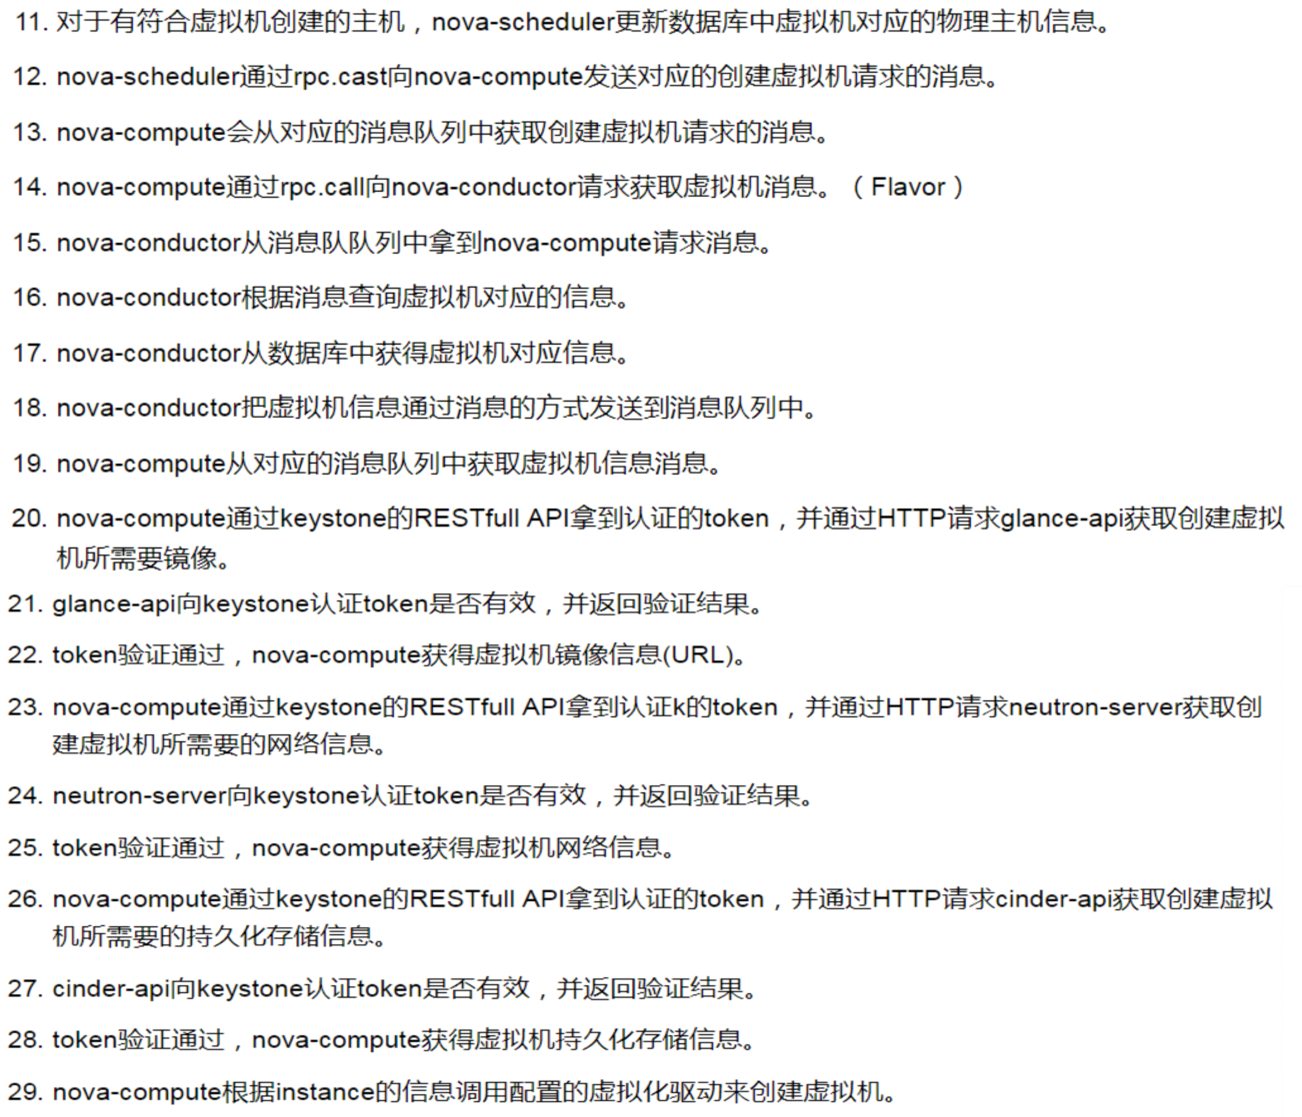 11. 对于有符合虚拟机创建的主机，nova-scheduler更新数据库中虚拟机对应的物理主机信息。
12. nova-scheduler通过rpc.cast向nova-compute发送对应的创建虚拟机请求的消息。
13. nova-compute会从对应的消息队列中获取创建虚拟机请求的消息。
14. nova-compute通过rpc.call向nova-conductor请求获取虚拟机消息。（Flavor）
15. nova-conductor从消息队队列中拿到nova-compute请求消息。
16. nova-conductor根据消息查询虚拟机对应的信息。
17. nova-conductor从数据库中获得虚拟机对应信息。
18. nova-conductor把虚拟机信息通过消息的方式发送到消息队列中。
19. nova-compute从对应的消息队列中获取虚拟机信息消息。
20. nova-compute通过keystone的RESTfull API拿到认证的token，并通过HTTP请求glance-api获取创建虚拟
机所需要镜像。
21. glance-api向keystone认证token是否有效，并返回验证结果。
22. token验证通过，nova-compute获得虚拟机镜像信息(URL)。
23. nova-compute通过keystone的RESTfull API拿到认证k的token，并通过HTTP请求neutron-server获取创
建虚拟机所需要的网络信息。
24. neutron-server向keystone认证token是否有效，并返回验证结果。
25. token验证通过，nova-compute获得虚拟机网络信息。
26. nova-compute通过keystone的RESTfull API拿到认证的token，并通过HTTP请求cinder-api获取创建虚拟
机所需要的持久化存储信息。
27. cinder-api向keystone认证token是否有效，并返回验证结果。
28. token验证通过，nova-compute获得虚拟机持久化存储信息。
29. nova-compute根据instance的信息调用配置的虚拟化驱动来创建虚拟机。